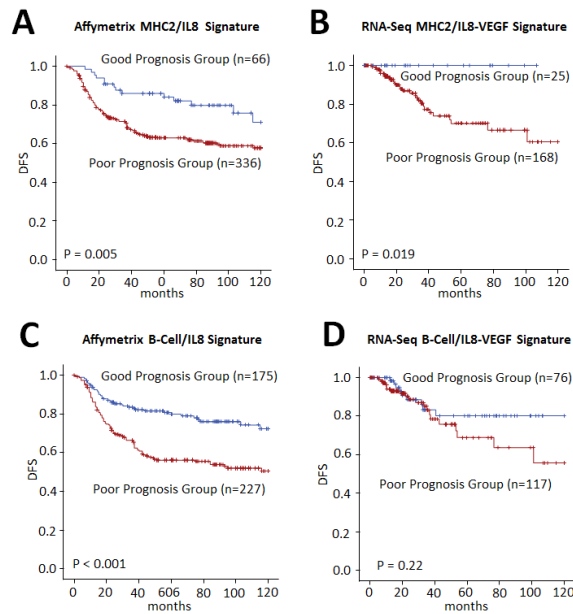 A
Affymetrix MHC2/IL8 Signature
Good Prognosis Group (n=66)
Poor Prognosis Group (n=336)
P = 0.005
DFS
1.0
0.8
0.6
0.4
0.2
0.0
0 20 40 60 80 100 120
months
B
RNA-Seq MHC2/IL8-VEGF Signature
Good Prognosis Group (n=25)
Poor Prognosis Group (n=168)
P = 0.019
DFS
1.0
0.8
0.6
0.4
0.2
0.0
0 20 40 60 80 100 120
months
C
Affymetrix B-Cell/IL8 Signature
Good Prognosis Group (n=175)
Poor Prognosis Group (n=227)
P < 0.001
DFS
1.0
0.8
0.6
0.4
0.2
0.0
0 20 40 606 80 100 120
months
D
RNA-Seq B-Cell/IL8-VEGF Signature
Good Prognosis Group (n=76)
Poor Prognosis Group (n=117)
P = 0.22
DFS
1.0
0.8
0.6
0.4
0.2
0.0
0 20 40 60 80 100 120
months